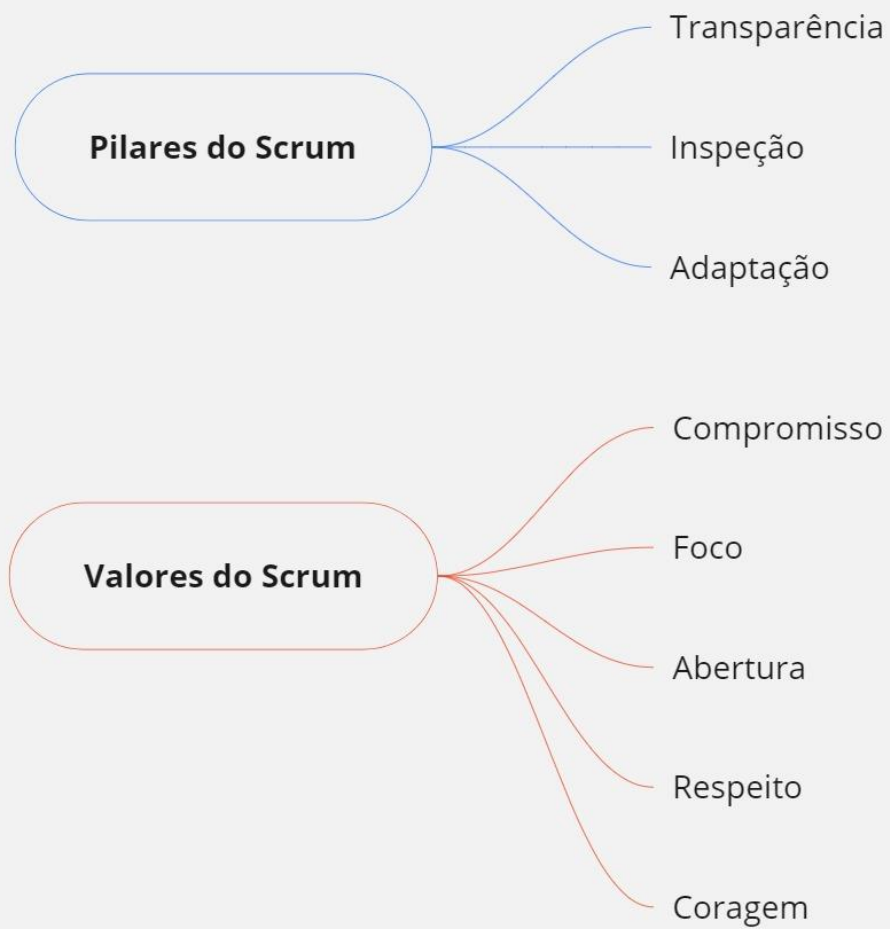 Pilares do Scrum
Transparência
Inspeção
Adaptação
Valores do Scrum
Compromisso
Foco
Abertura
Respeito
Coragem